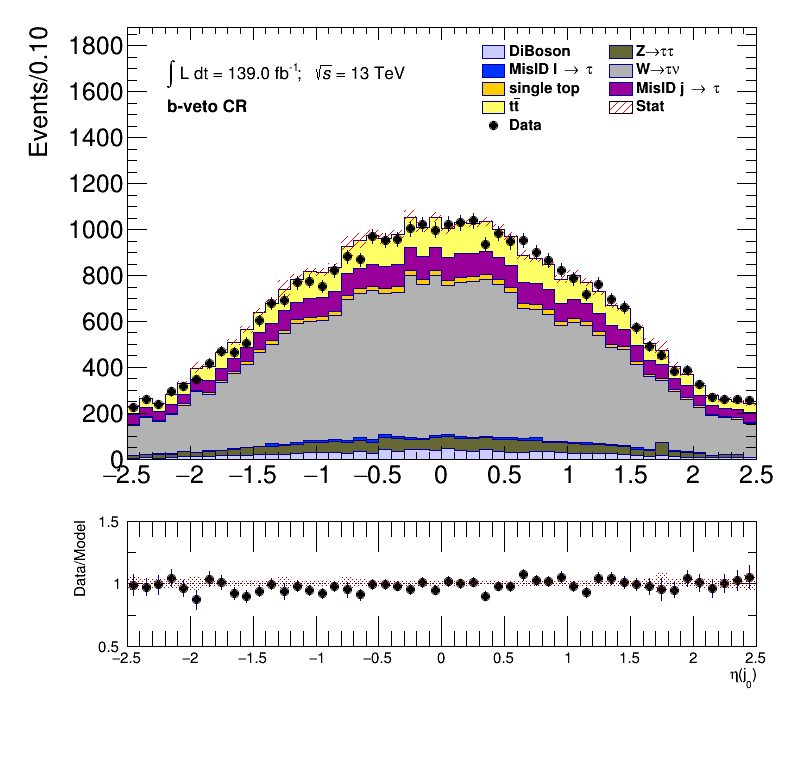 Events/0.10
1800
1600
1400
1200
1000
800
600
400
200
0
∫ L dt = 139.0 fb⁻¹; √s = 13 TeV
b-veto CR
DiBoson
Z→ττ
MisID l → τ
W→τν
single top
MisID j → τ
tt̄
Stat
Data
−2.5 −2 −1.5 −1 −0.5 0 0.5 1 1.5 2 2.5
Data/Model
1.5
1
0.5
−2.5 −2 −1.5 −1 −0.5 0 0.5 1 1.5 2 2.5
η(j₀)